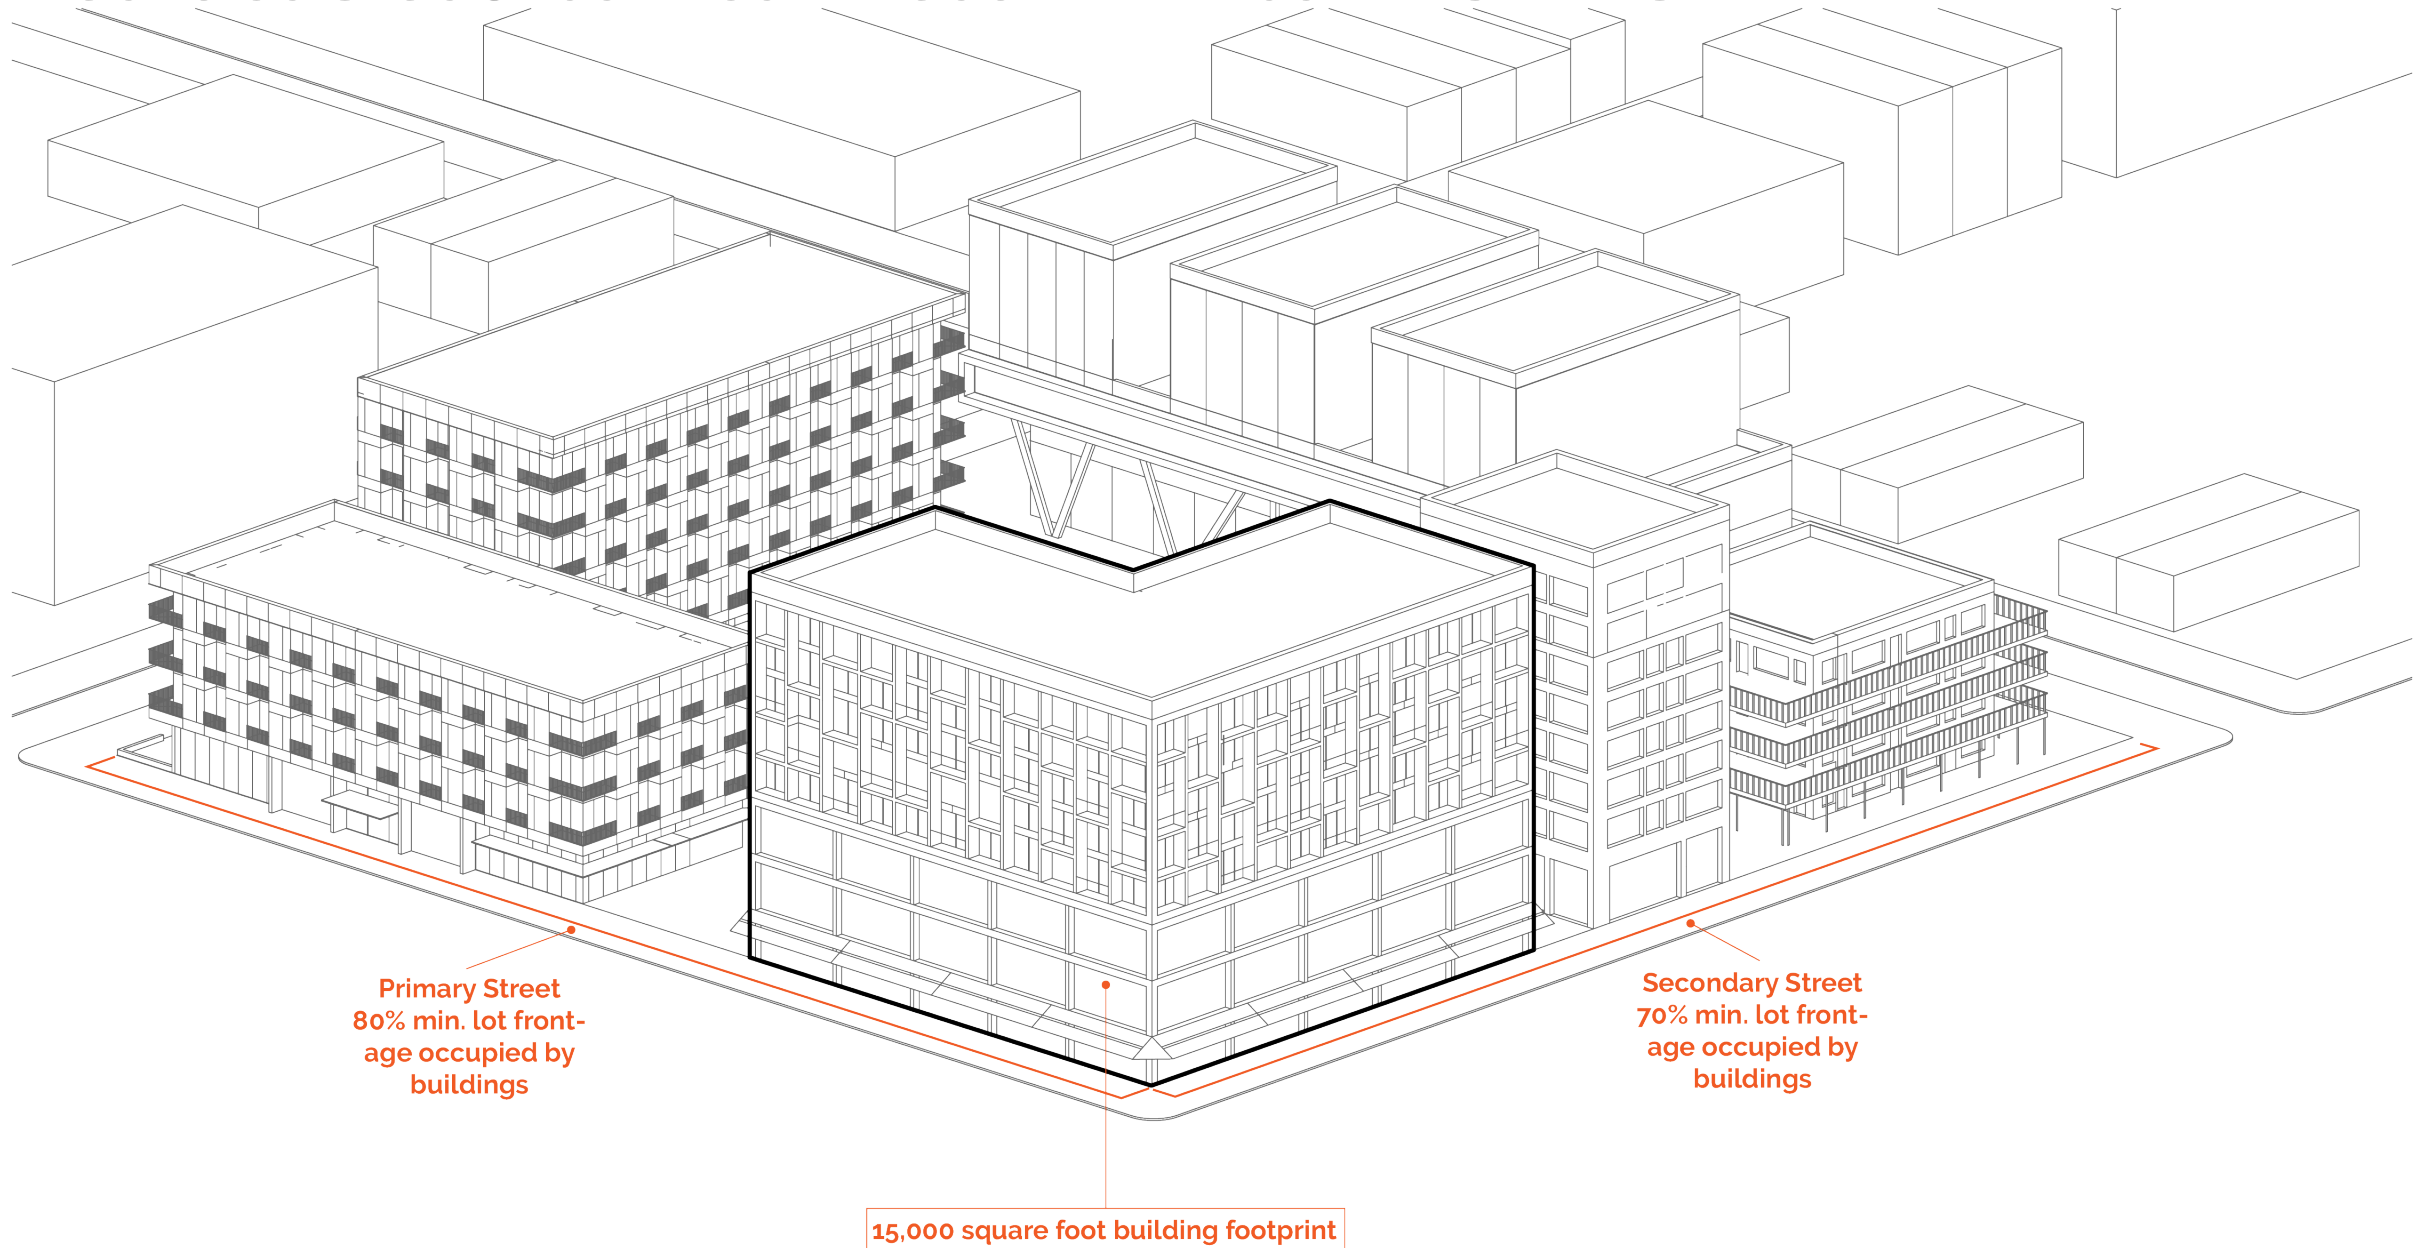 Primary Street
80% min. lot front-
age occupied by
buildings
Secondary Street
70% min. lot front-
age occupied by
buildings
15,000 square foot building footprint